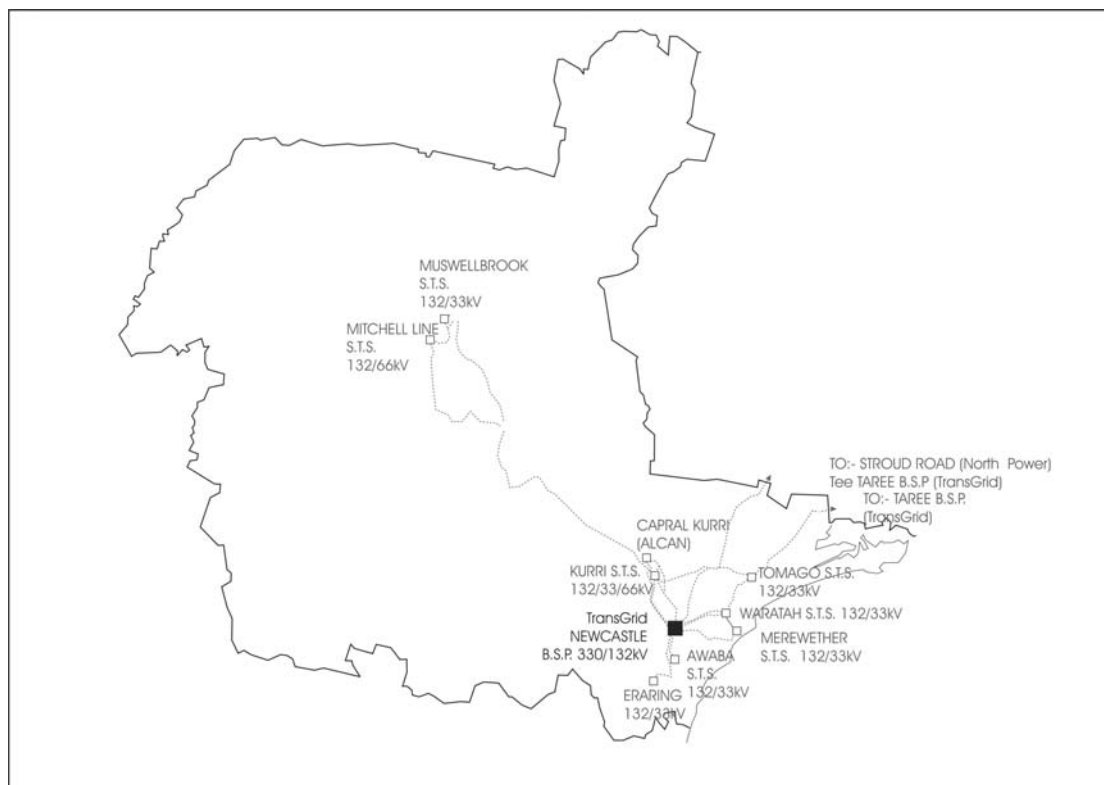 MUSWELLBROOK
S.T.S.
132/33kV
MITCHELL LINE
S.T.S.
132/66kV
TO:- STROUD ROAD (North Power)
Tee TAREE B.S.P (TransGrid)
TO:- TAREE B.S.P.
(TransGrid)
CAPRAL KURRI
(ALCAN)
KURRI S.T.S.
132/33/66kV
TOMAGO S.T.S.
132/33kV
TransGrid
NEWCASTLE
B.S.P. 330/132kV
WARATAH S.T.S. 132/33kV
MEREWETHER
S.T.S. 132/33kV
AWABA
S.T.S.
132/33kV
ERARING
132/33kV